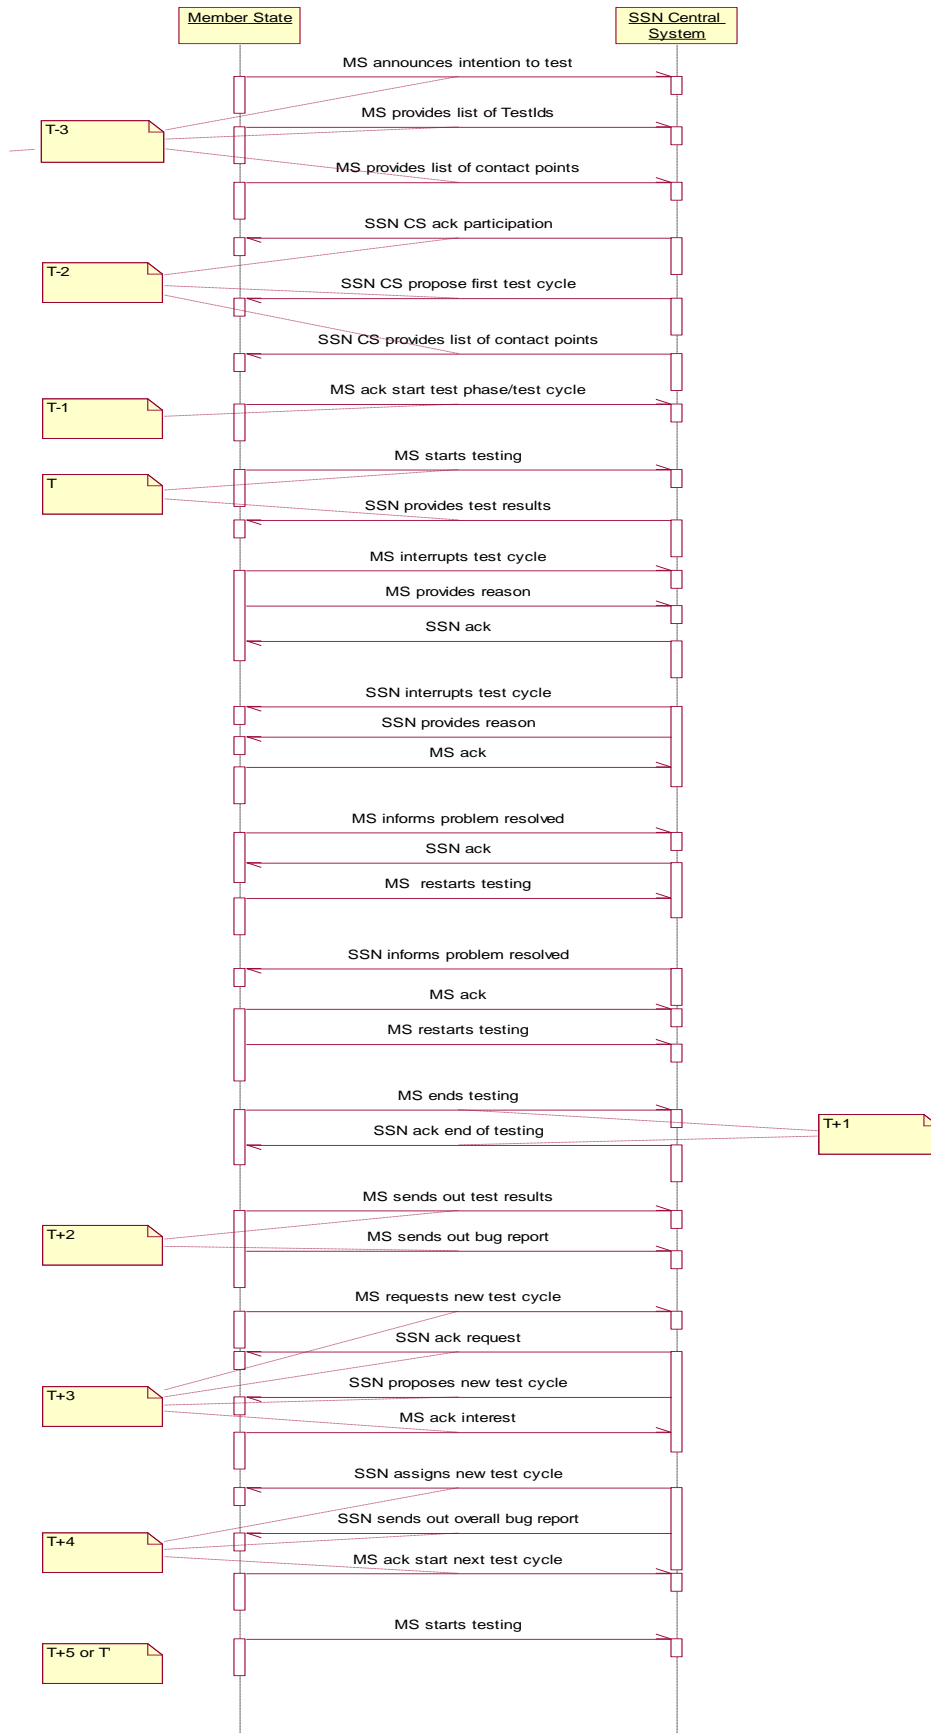 Member State
SSN Central
System
MS announces intention to test
MS provides list of TestIds
T-3
MS provides list of contact points
SSN CS ack participation
T-2
SSN CS propose first test cycle
SSN CS provides list of contact points
MS ack start test phase/test cycle
T-1
MS starts testing
T
SSN provides test results
MS interrupts test cycle
MS provides reason
SSN ack
SSN interrupts test cycle
SSN provides reason
MS ack
MS informs problem resolved
SSN ack
MS restarts testing
SSN informs problem resolved
MS ack
MS restarts testing
MS ends testing
T+1
SSN ack end of testing
MS sends out test results
T+2
MS sends out bug report
MS requests new test cycle
SSN ack request
SSN proposes new test cycle
T+3
MS ack interest
SSN assigns new test cycle
SSN sends out overall bug report
T+4
MS ack start next test cycle
MS starts testing
T+5 or T'